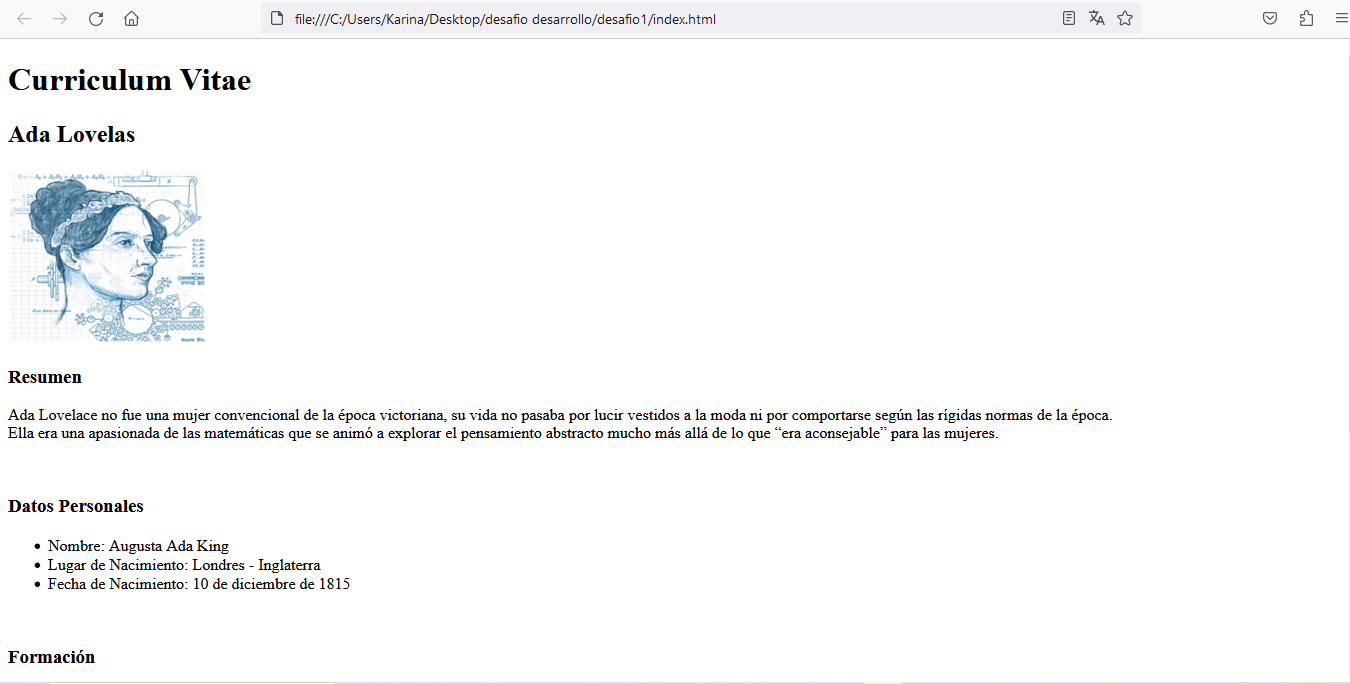 file:///C:/Users/Karina/Desktop/desafio desarrollo/desafio1/index.html
Curriculum Vitae
Ada Lovelas
Resumen
Ada Lovelace no fue una mujer convencional de la época victoriana, su vida no pasaba por lucir vestidos a la moda ni por comportarse según las rígidas normas de la época.
Ella era una apasionada de las matemáticas que se animó a explorar el pensamiento abstracto mucho más allá de lo que “era aconsejable” para las mujeres.
Datos Personales
• Nombre: Augusta Ada King
• Lugar de Nacimiento: Londres - Inglaterra
• Fecha de Nacimiento: 10 de diciembre de 1815
Formación